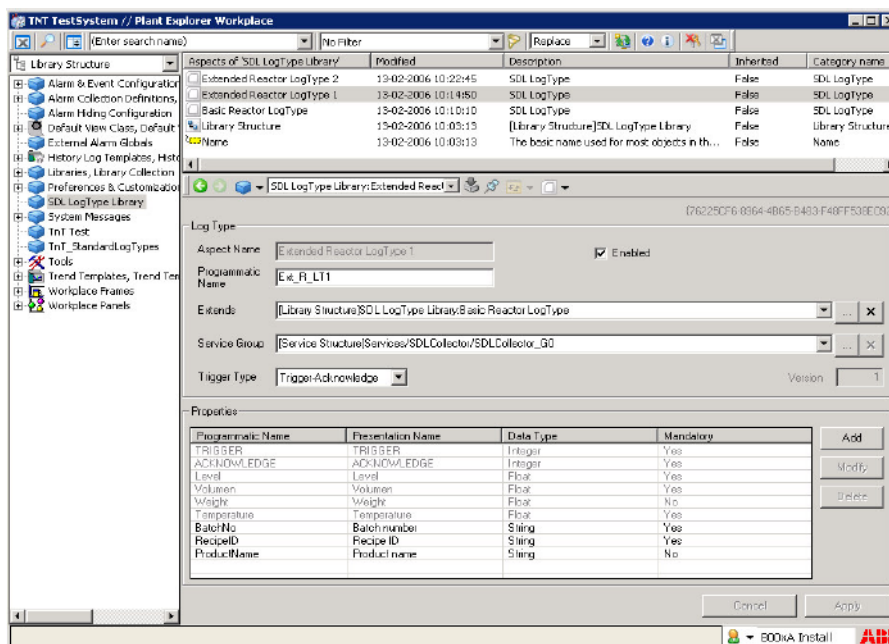 TNT TestSystem // Plant Explorer Workplace
(Enter search name) No Filter Replace
Library Structure
Alarm & Event Configuration
Alarm Collection Definitions,
Alarm Hiding Configuration
Default View Class, Default
External Alarm Globals
History Log Templates, Histo
Libraries, Library Collection
Preferences & Customization
SDL LogType Library
System Messages
TnT Test
TnT_StandardLogTypes
Tools
Trend Templates, Trend Tem
Workplace Frames
Workplace Panels
Aspects of 'SDL LogType Library' Modified Description Inherited Category name
Extended Reactor LogType 2 13-02-2006 10:22:45 SDL LogType False SDL LogType
Extended Reactor LogType 1 13-02-2006 10:14:50 SDL LogType False SDL LogType
Basic Reactor LogType 13-02-2006 10:10:10 SDL LogType False SDL LogType
Library Structure 13-02-2006 10:03:13 [Library Structure]SDL LogType Library False Library Structure
Name 13-02-2006 10:03:13 The basic name used for most objects in th... False Name
SDL LogType Library:Extended React
Log Type
Aspect Name Extended Reactor LogType 1 Enabled
Programmatic Name Ext_R_LT1
Extends [Library Structure]SDL LogType Library:Basic Reactor LogType ... X
Service Group [Service Structure]Services/SDLCollector/SDLCollector_GO ... X
Trigger Type Trigger-Acknowledge Version 1
Properties
Programmatic Name Presentation Name Data Type Mandatory
TRIGGER TRIGGER Integer Yes
ACKNOWLEDGE ACKNOWLEDGE Integer Yes
Level Level Float Yes
Volumen Volumen Float Yes
Weight Weight Float No
Temperature Temperature Float Yes
BatchNo Batch number String Yes
RecipeID Recipe ID String Yes
ProductName Product name String No
Add
Modify
Delete
Cancel Apply
800xA Install ABB